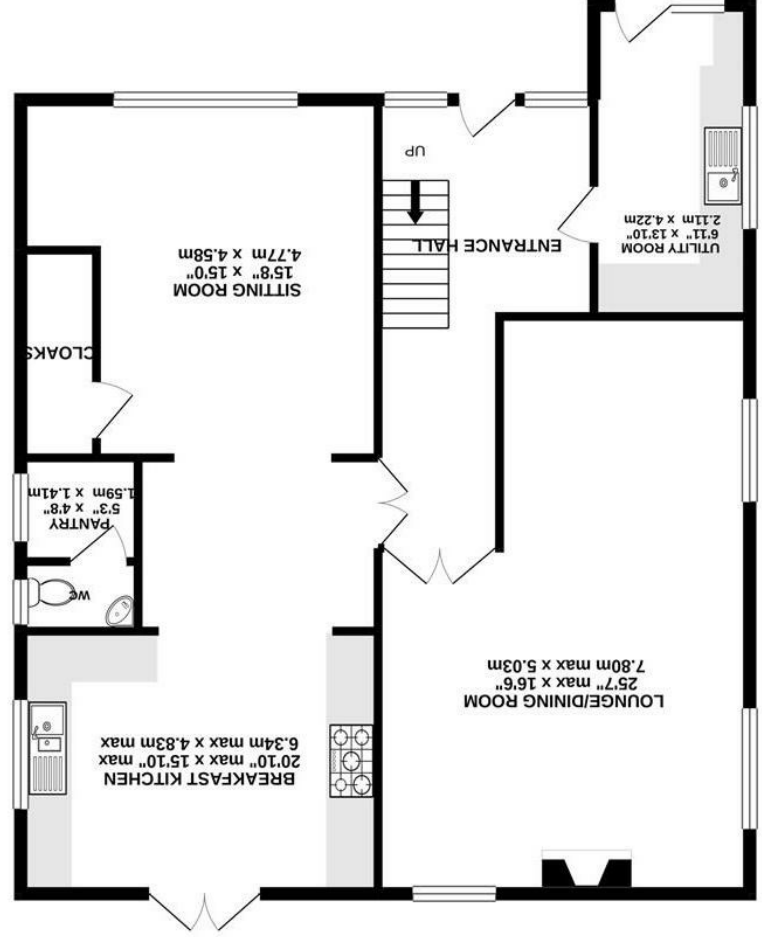 BREAKFAST KITCHEN
20'10" max x 15'10" max
6.34m max x 4.83m max
LOUNGE/DINING ROOM
25'7" max x 16'6"
7.80m max x 5.03m
WC
PANTRY
5'3" x 4'8"
1.59m x 1.41m
CLOAKS
SITTING ROOM
15'8" x 15'0"
4.77m x 4.58m
ENTRANCE HALL
UP
UTILITY ROOM
6'11" x 13'10"
2.11m x 4.22m